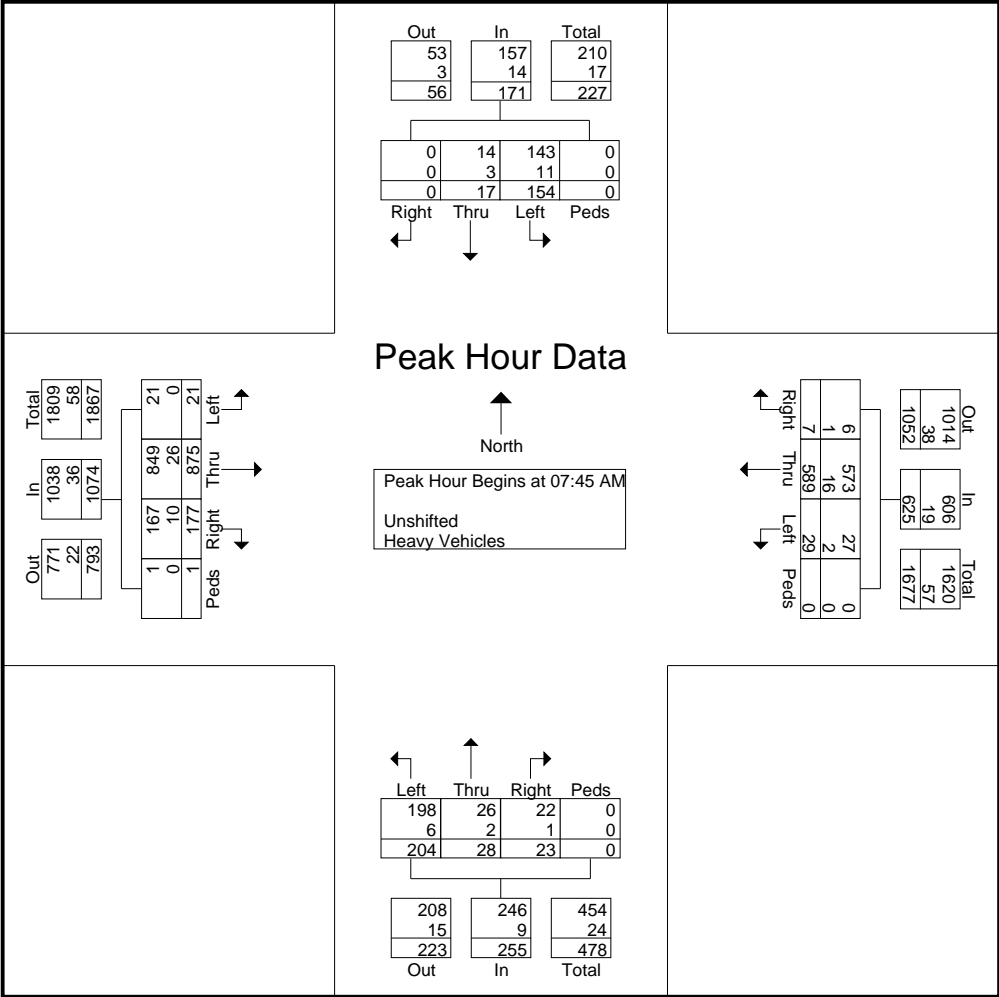 Out In Total
53 157 210
3 14 17
56 171 227
0 14 143 0
0 3 11 0
0 17 154 0
Right Thru Left Peds
Peak Hour Data
North
Peak Hour Begins at 07:45 AM
Unshifted
Heavy Vehicles
Out In Total
771 1038 1809
22 36 58
793 1074 1867
1 167 849 21
0 10 26 0
1 177 875 21
Peds Right Thru Left
Out In Total
1014 606 1620
38 19 57
1052 625 1677
6 573 27 0
1 16 2 0
7 589 29 0
Right Thru Left Peds
Left Thru Right Peds
198 26 22 0
6 2 1 0
204 28 23 0
208 246 454
15 9 24
223 255 478
Out In Total